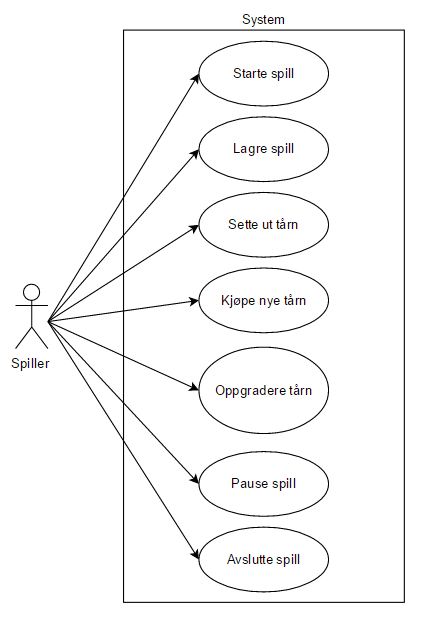 System
Starte spill
Lagre spill
Sette ut tårn
Kjøpe nye tårn
Spiller
Oppgradere tårn
Pause spill
Avslutte spill